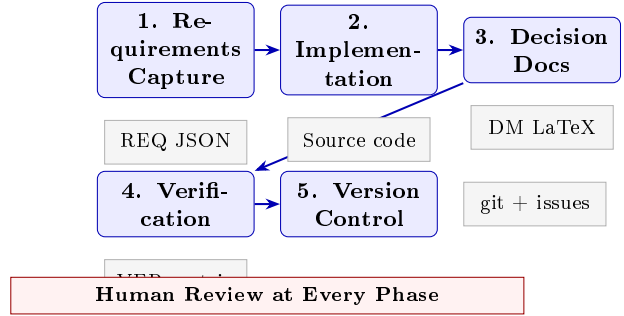 1. Re-
quirements
Capture
2.
Implemen-
tation
3. Decision
Docs
REQ JSON
Source code
DM LaTeX
4. Verifi-
cation
5. Version
Control
git + issues
Human Review at Every Phase